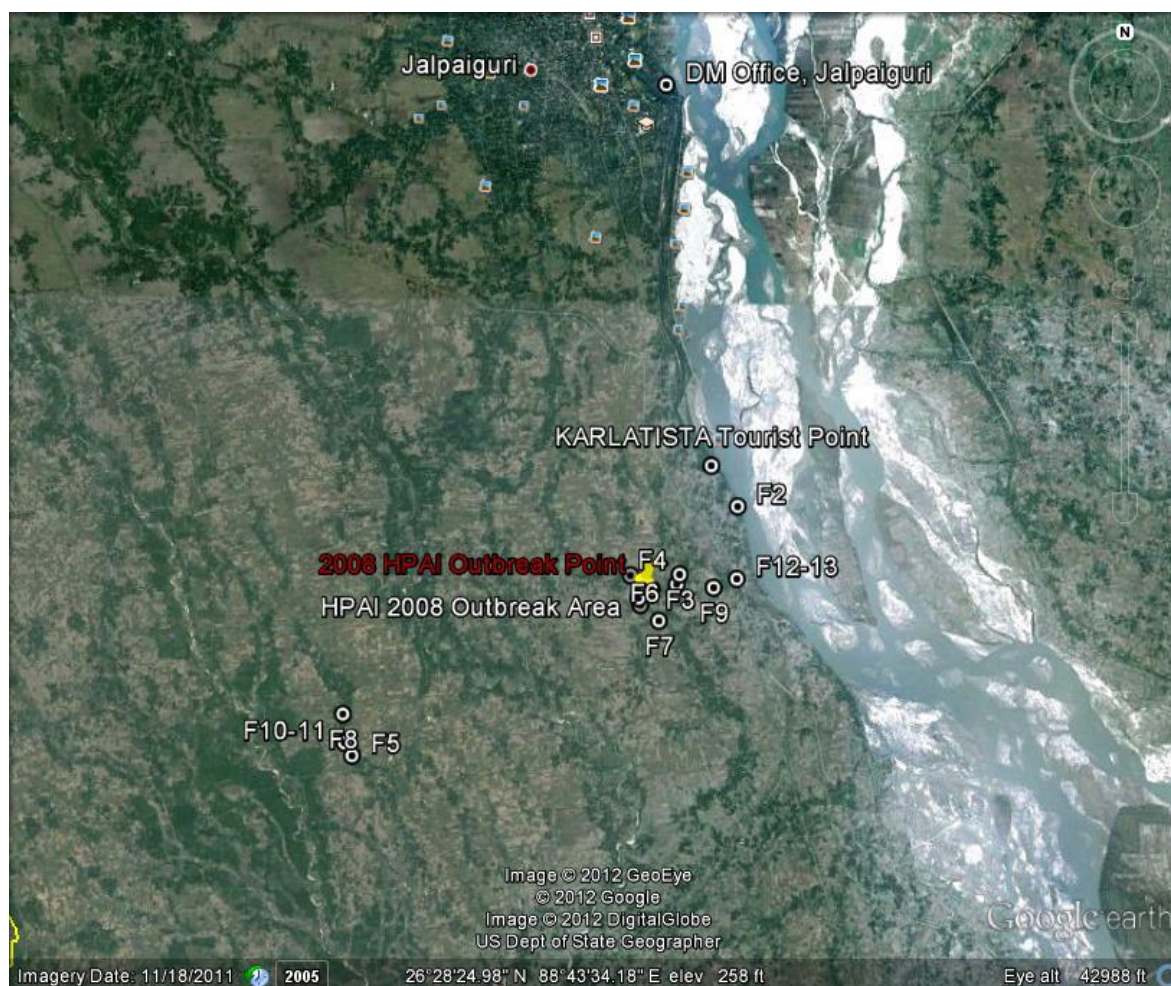 N
Jalpaiguri
DM Office, Jalpaiguri
KARLATISTA Tourist Point
F2
2008 HPAI Outbreak Point
F4
F12-13
HPAI 2008 Outbreak Area
F6
F3
F9
F7
F10-11
F8
F5
Image © 2012 GeoEye
© 2012 Google
Image © 2012 DigitalGlobe
US Dept of State Geographer
Google earth
Imagery Date: 11/18/2011 2005 26°28'24.98" N 88°43'34.18" E elev 258 ft Eye alt 42988 ft